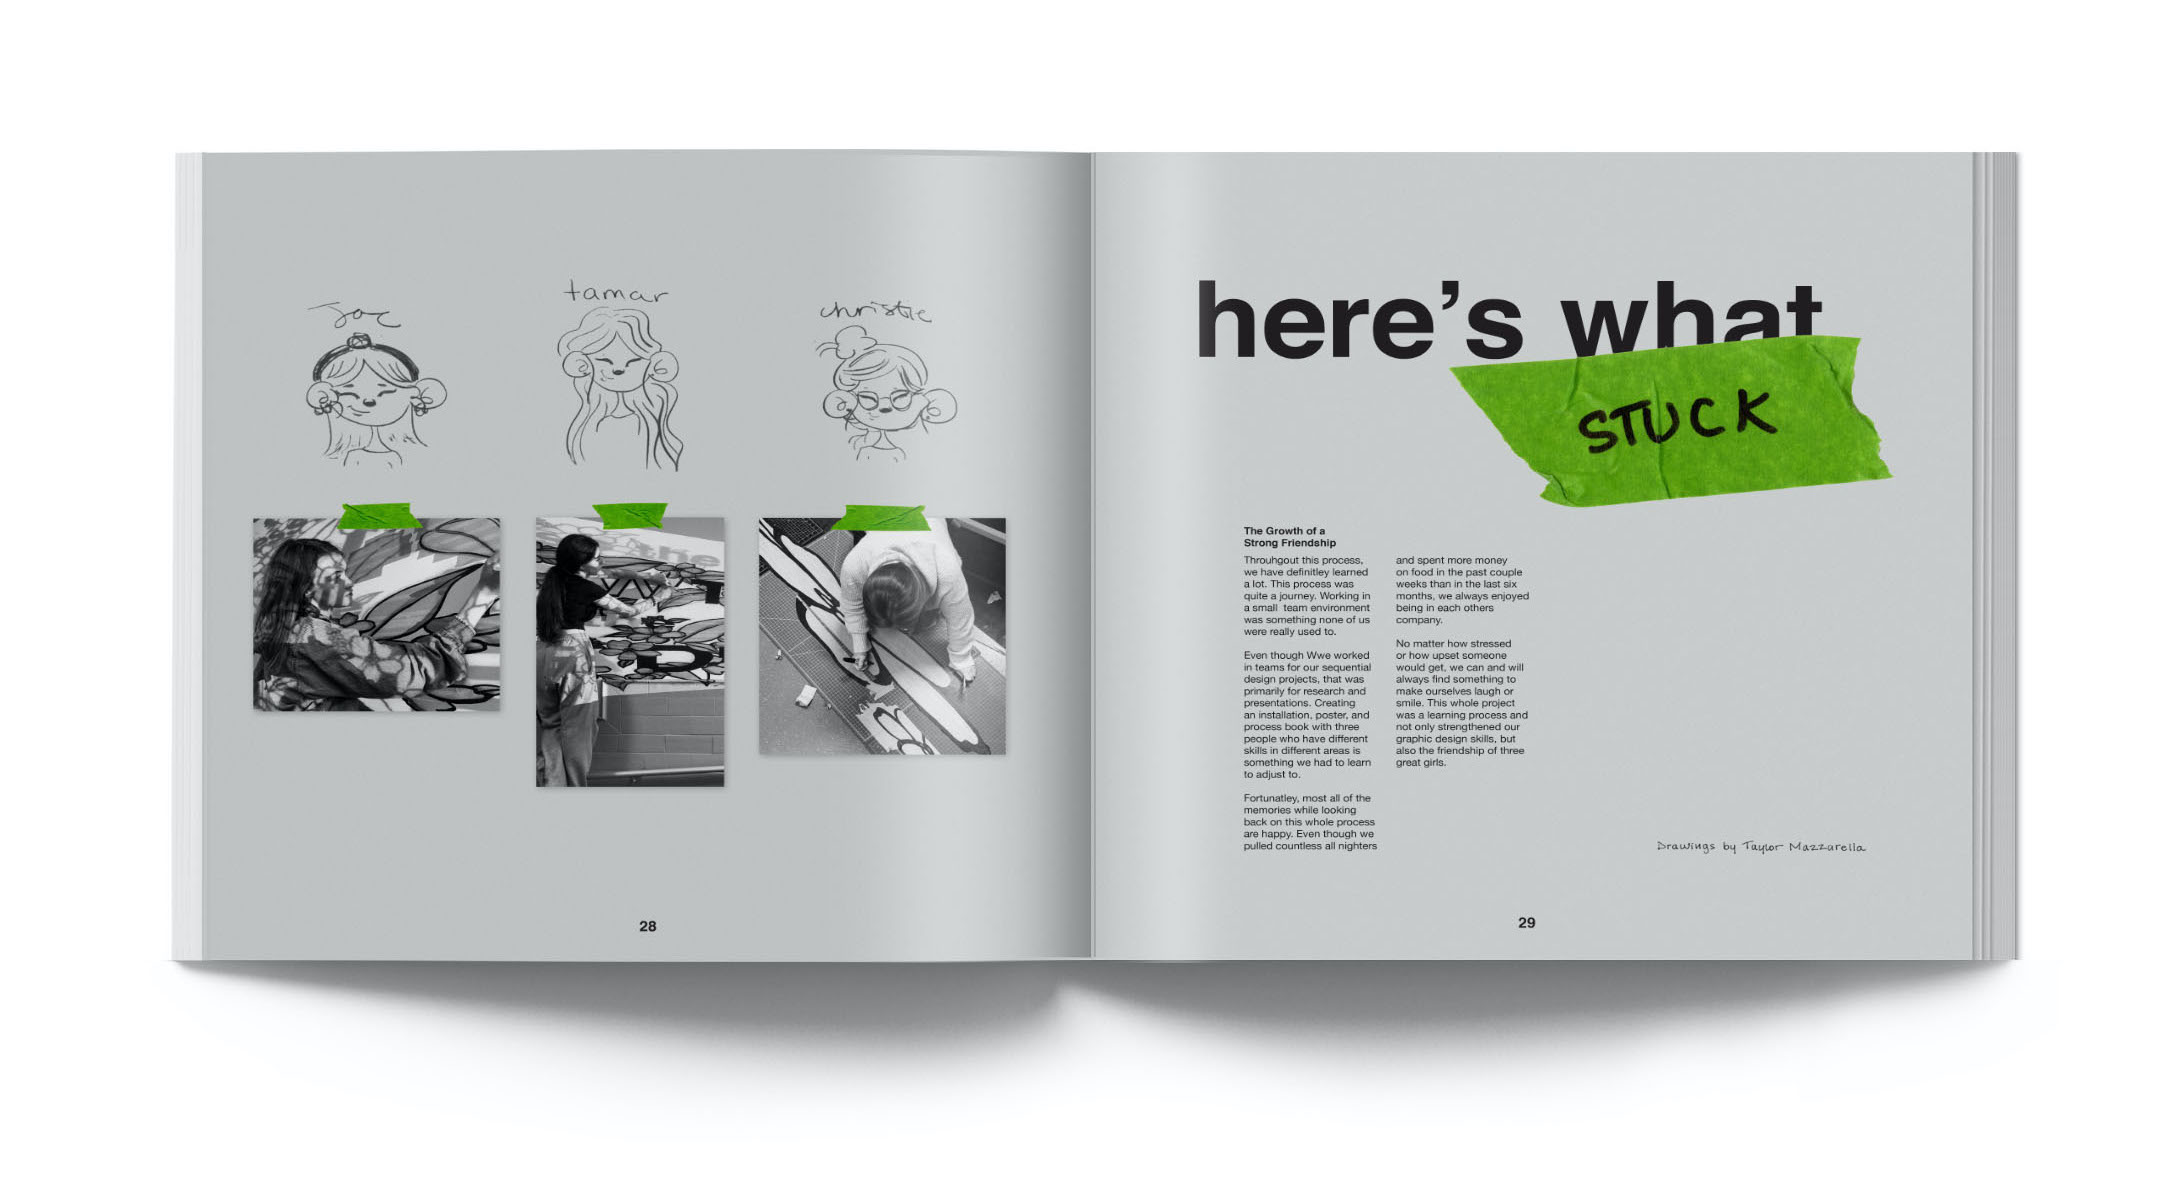 tamar
christie
28
here's what
STUCK
The Growth of a
Strong Friendship
Throuhgout this process,
we have definitley learned
a lot. This process was
quite a journey. Working in
a small team environment
was something none of us
were really used to.
Even though Wwe worked
in teams for our sequential
design projects, that was
primarily for research and
presentations. Creating
an installation, poster, and
process book with three
people who have different
skills in different areas is
something we had to learn
to adjust to.
Fortunatley, most all of the
memories while looking
back on this whole process
are happy. Even though we
pulled countless all nighters
and spent more money
on food in the past couple
weeks than in the last six
months, we always enjoyed
being in each others
company.
No matter how stressed
or how upset someone
would get, we can and will
always find something to
make ourselves laugh or
smile. This whole project
was a learning process and
not only strengthened our
graphic design skills, but
also the friendship of three
great girls.
Drawings by Taylor Mazzarella
29